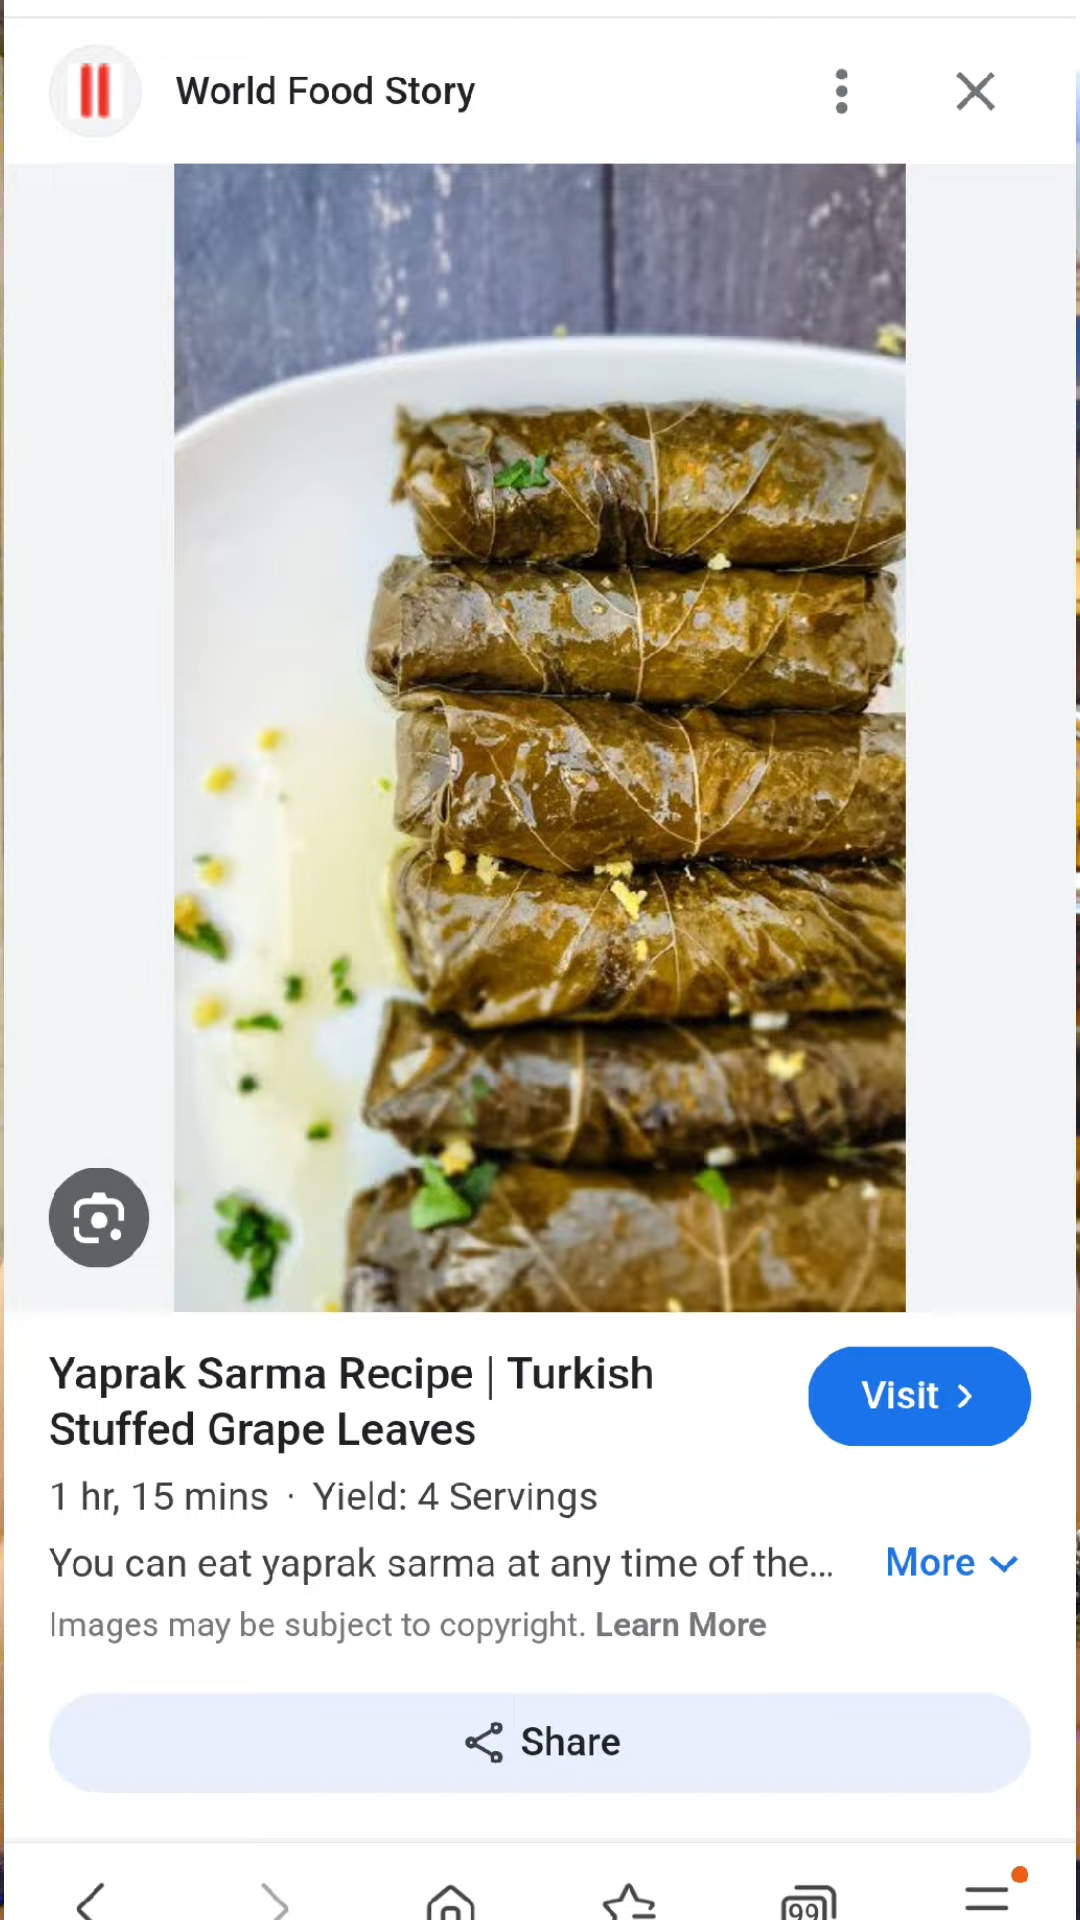 World Food Story
Yaprak Sarma Recipe | Turkish
Stuffed Grape Leaves
Visit
1 hr, 15 mins · Yield: 4 Servings
You can eat yaprak sarma at any time of the...
More
Images may be subject to copyright. Learn More
Share
99